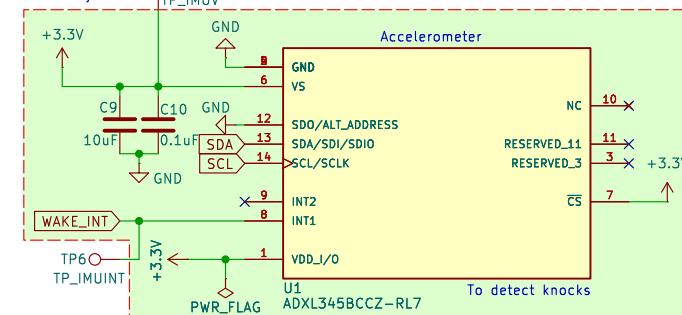 TP_IMUV
+3.3V
GND
Accelerometer
GND
6
VS
C9
C10
10uF
0.1uF
GND
GND
12
SDO/ALT_ADDRESS
SDA
13
SDA/SDI/SDIO
SCL
14
SCL/SCLK
NC
10
RESERVED_11
11
RESERVED_3
3
+3.3V
9
INT2
CS
7
WAKE_INT
8
INT1
TP6
TP_IMUINT
+3.3V
1
VDD_I/O
PWR_FLAG
U1
ADXL345BCCZ-RL7
To detect knocks